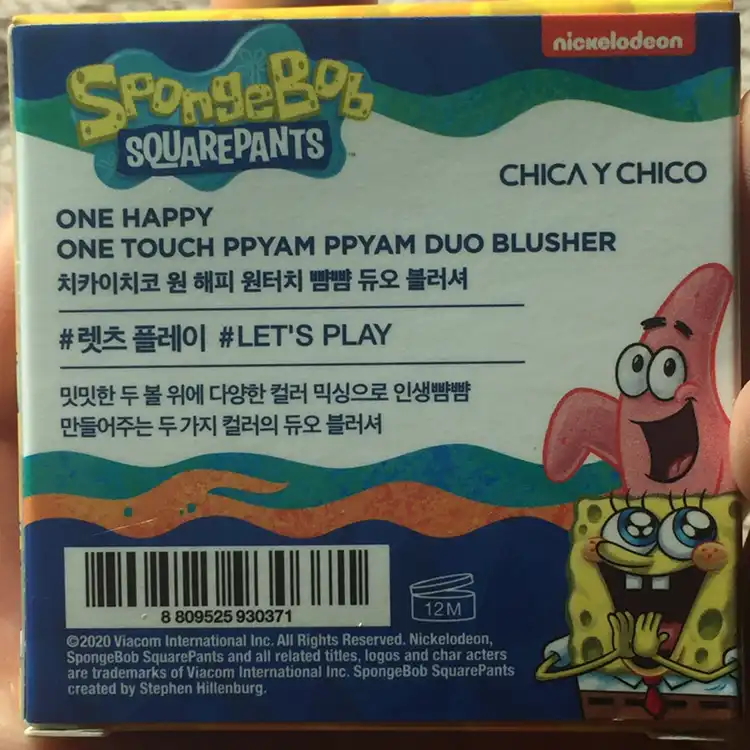 nickelodeon
SPONGEBOB
SQUAREPANTS
CHICA Y CHICO
ONE HAPPY
ONE TOUCH PPYAM PPYAM DUO BLUSHER
치카이치코 원 해피 원터치 뺨뺨 듀오 블러셔
#렛츠 플레이 #LET'S PLAY
밋밋한 두 볼 위에 다양한 컬러 믹싱으로 인생뺨뺨
만들어주는 두 가지 컬러의 듀오 블러셔
8 809525 930371
12M
©2020 Viacom International Inc. All Rights Reserved. Nickelodeon,
SpongeBob SquarePants and all related titles, logos and char acters
are trademarks of Viacom International Inc. SpongeBob SquarePants
created by Stephen Hillenburg.